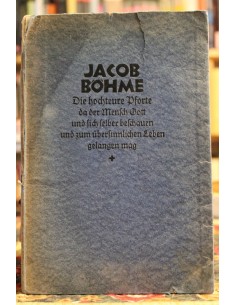 JACOB
BÖHME
Die hochteure Pforte
da der Mensch Gott
und sich selber beschauen
und zum übersinnlichen Leben
gelangen mag